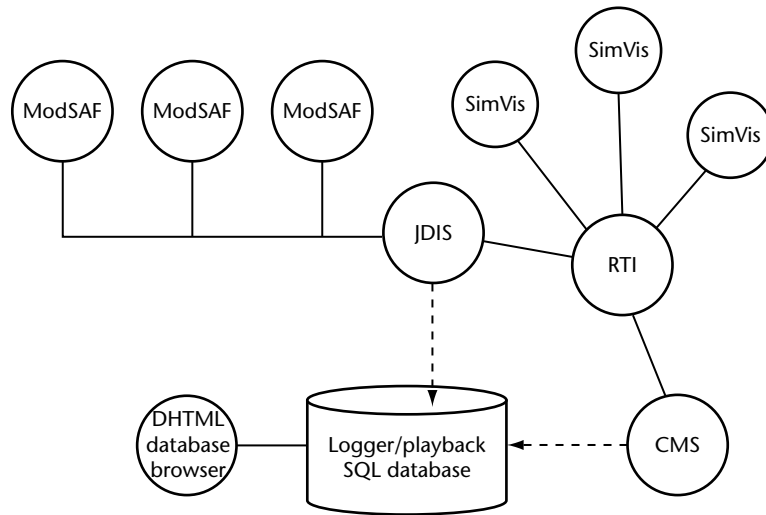 SimVis
SimVis
SimVis
ModSAF
ModSAF
ModSAF
JDIS
RTI
DHTML
database
browser
Logger/playback
SQL database
CMS